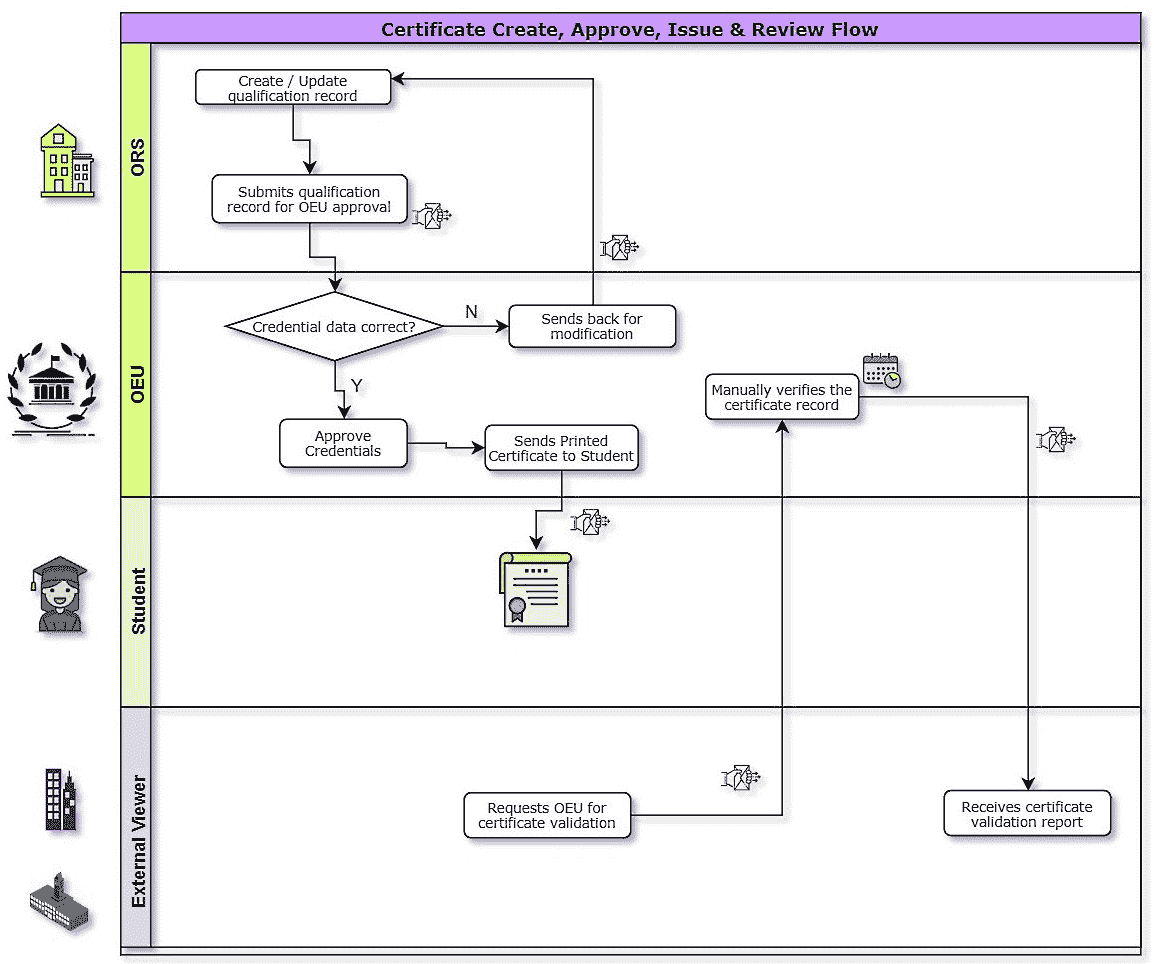 Certificate Create, Approve, Issue & Review Flow
ORS
Create / Update
qualification record
Submits qualification
record for OEU approval
OEU
Credential data correct?
N
Sends back for
modification
Y
Approve
Credentials
Sends Printed
Certificate to Student
Manually verifies the
certificate record
Student
External Viewer
Requests OEU for
certificate validation
Receives certificate
validation report